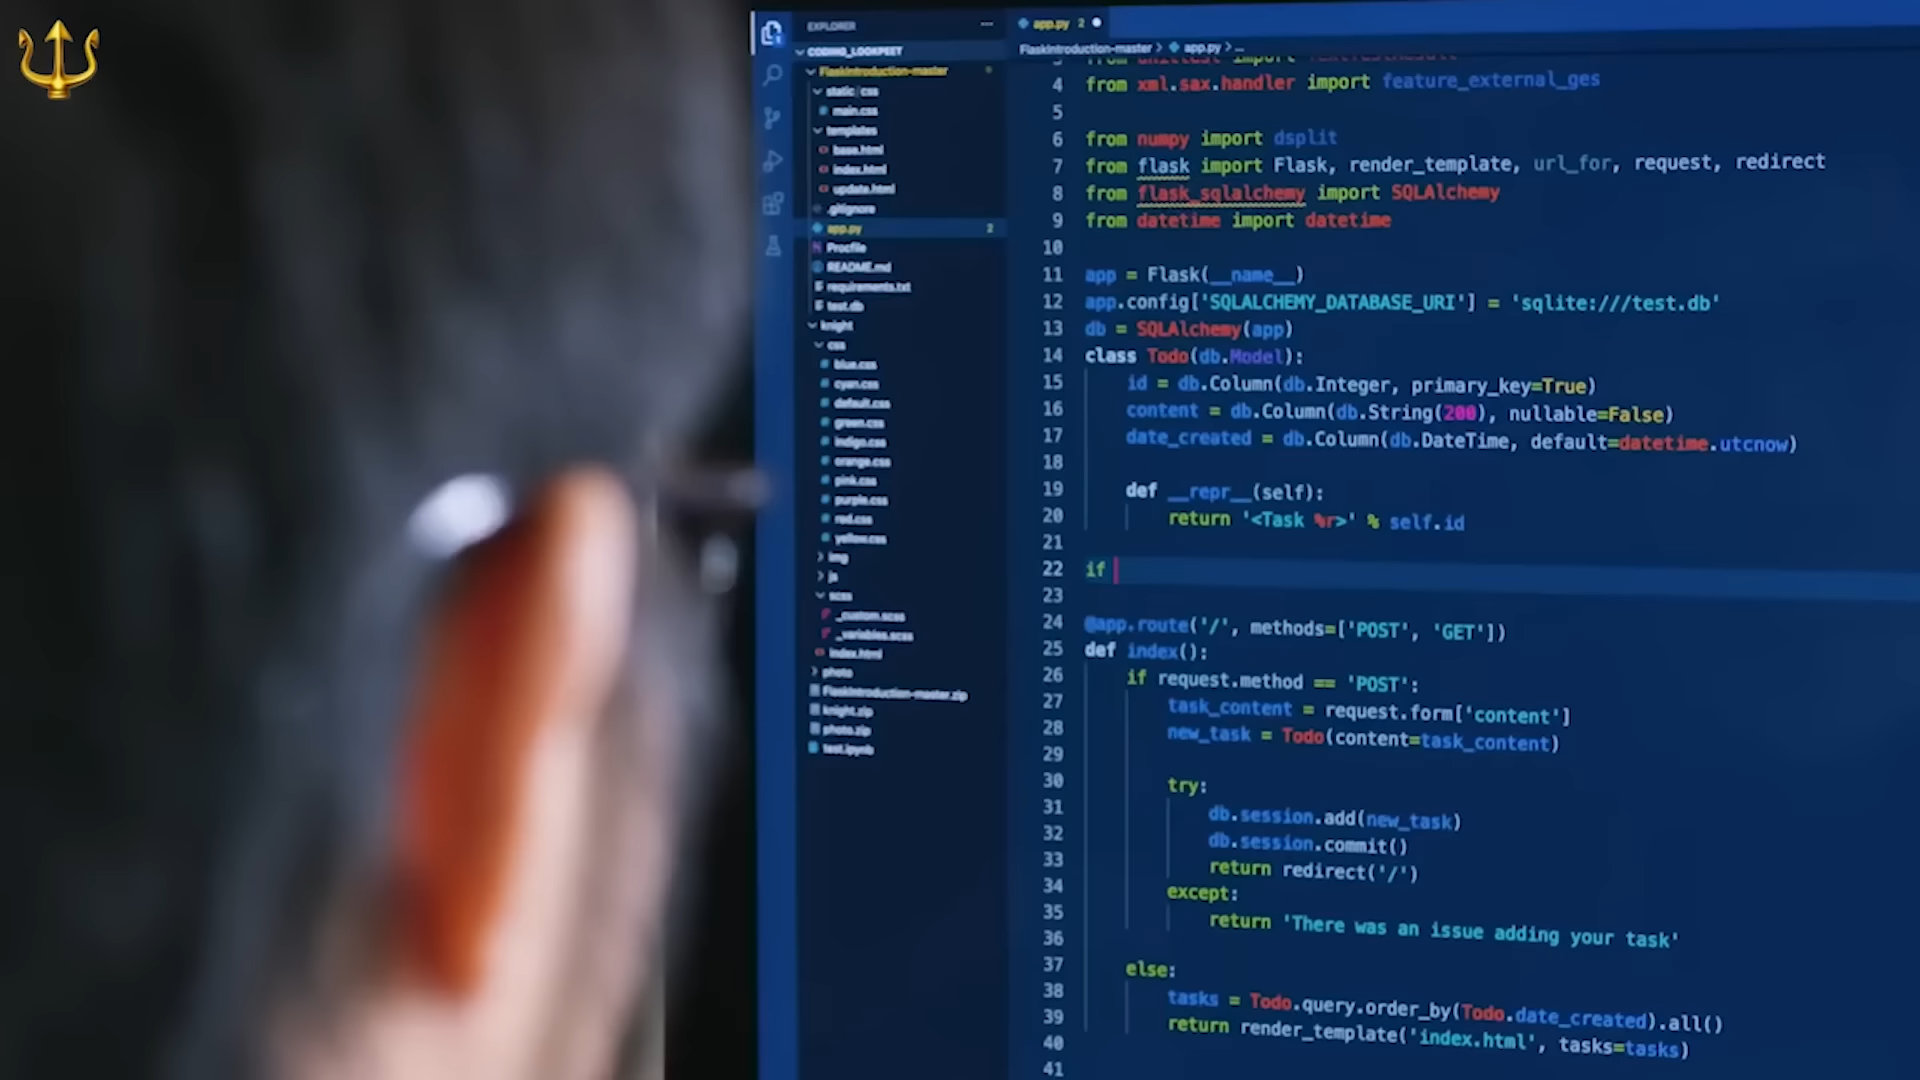 EXPLORER
CODING_LOOKPEET
FlaskIntroduction-master
static css
main.css
templates
base.html
index.html
update.html
.gitignore
app.py 2
Procfile
README.md
requirements.txt
test.db
knight
css
blue.css
cyan.css
default.css
green.css
indigo.css
orange.css
pink.css
purple.css
red.css
yellow.css
img
js
scss
_custom.scss
_variables.scss
index.html
photo
FlaskIntroduction-master.zip
knight.zip
photo.zip
test.ipynb
app.py 2
FlaskIntroduction-master > app.py > ...
3 from unittest import
4 from xml.sax.handler import feature_external_ges
5
6 from numpy import dsplit
7 from flask import Flask, render_template, url_for, request, redirect
8 from flask_sqlalchemy import SQLAlchemy
9 from datetime import datetime
10
11 app = Flask(__name__)
12 app.config['SQLALCHEMY_DATABASE_URI'] = 'sqlite:///test.db'
13 db = SQLAlchemy(app)
14 class Todo(db.Model):
15 id = db.Column(db.Integer, primary_key=True)
16 content = db.Column(db.String(200), nullable=False)
17 date_created = db.Column(db.DateTime, default=datetime.utcnow)
18
19 def __repr__(self):
20 return '<Task %r>' % self.id
21
22 if
23
24 @app.route('/', methods=['POST', 'GET'])
25 def index():
26 if request.method == 'POST':
27 task_content = request.form['content']
28 new_task = Todo(content=task_content)
29
30 try:
31 db.session.add(new_task)
32 db.session.commit()
33 return redirect('/')
34 except:
35 return 'There was an issue adding your task'
36
37 else:
38 tasks = Todo.query.order_by(Todo.date_created).all()
39 return render_template('index.html', tasks=tasks)
40
41